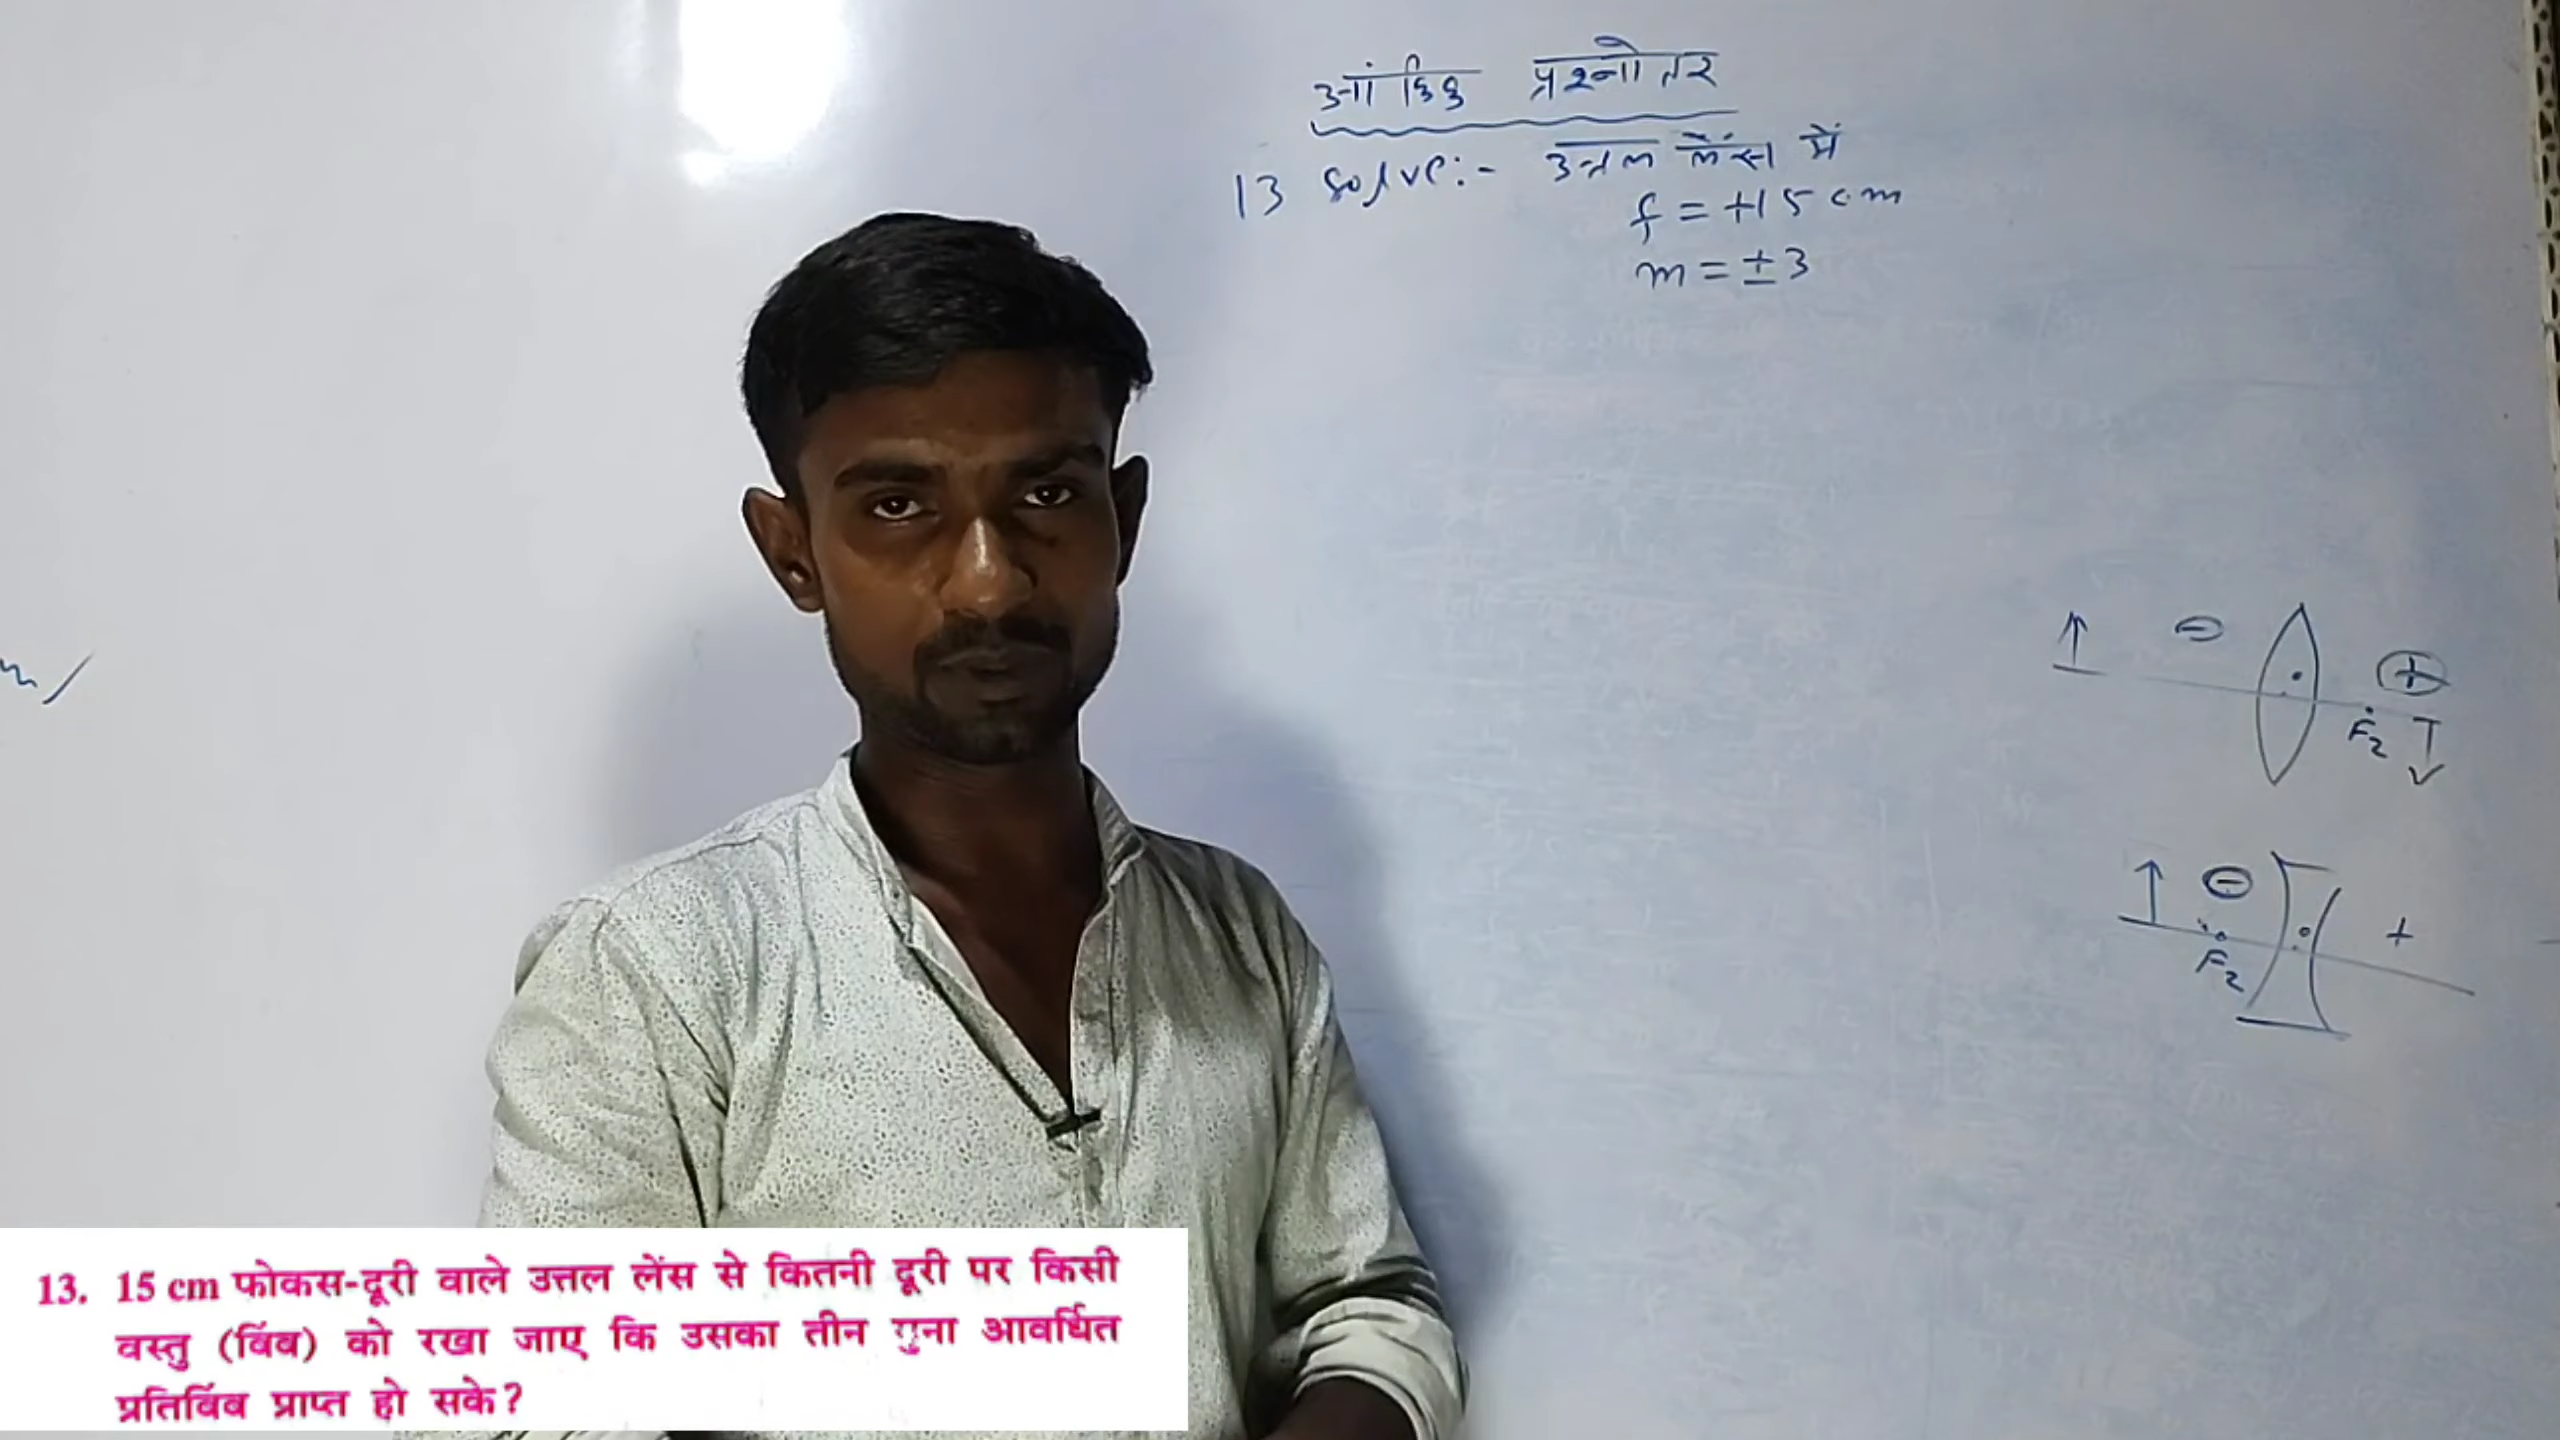 आंकिक प्रश्नोतर
13 Solve:- उत्तल लेंस में
f = +15 cm
m = ±3
⊖
⊕
F2
⊖
+
F2
13. 15 cm फोकस-दूरी वाले उत्तल लेंस से कितनी दूरी पर किसी
वस्तु (बिंब) को रखा जाए कि उसका तीन गुना आवर्धित
प्रतिबिंब प्राप्त हो सके?